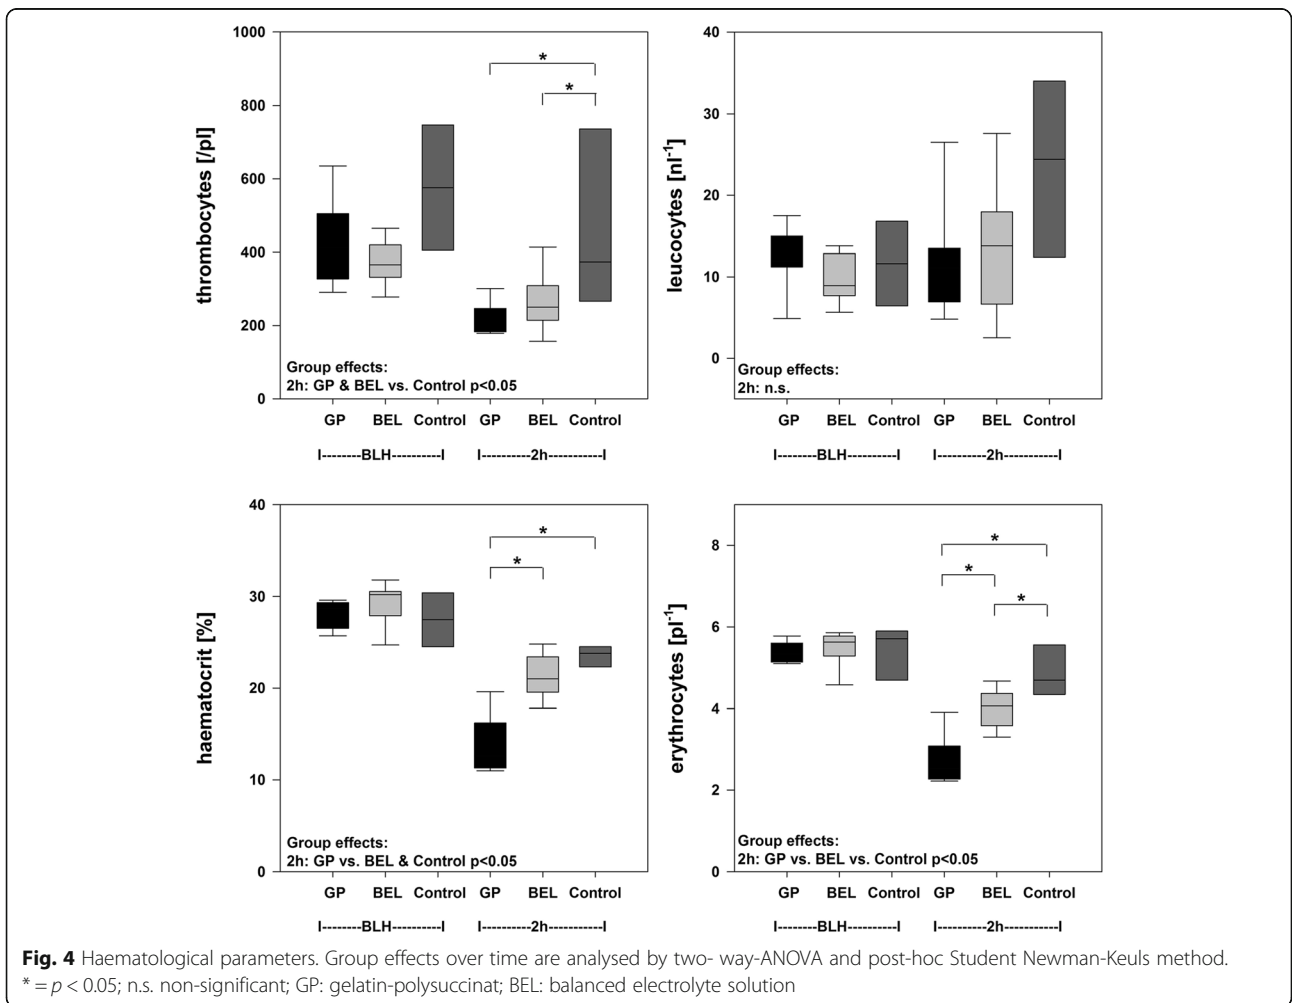 1000
800
600
400
200
0
thrombocytes [/pl]
*
*
Group effects:
2h: GP & BEL vs. Control p<0.05
GP BEL Control GP BEL Control
I--------BLH----------I I----------2h-----------I
40
30
20
10
0
leucocytes [nl-1]
Group effects:
2h: n.s.
GP BEL Control GP BEL Control
I--------BLH----------I I----------2h-----------I
40
30
20
10
0
haematocrit [%]
*
*
Group effects:
2h: GP vs. BEL & Control p<0.05
GP BEL Control GP BEL Control
I--------BLH----------I I----------2h-----------I
8
6
4
2
0
erythrocytes [pl-1]
*
*
*
Group effects:
2h: GP vs. BEL vs. Control p<0.05
GP BEL Control GP BEL Control
I--------BLH----------I I----------2h-----------I
Fig. 4 Haematological parameters. Group effects over time are analysed by two- way-ANOVA and post-hoc Student Newman-Keuls method.
* = p < 0.05; n.s. non-significant; GP: gelatin-polysuccinat; BEL: balanced electrolyte solution